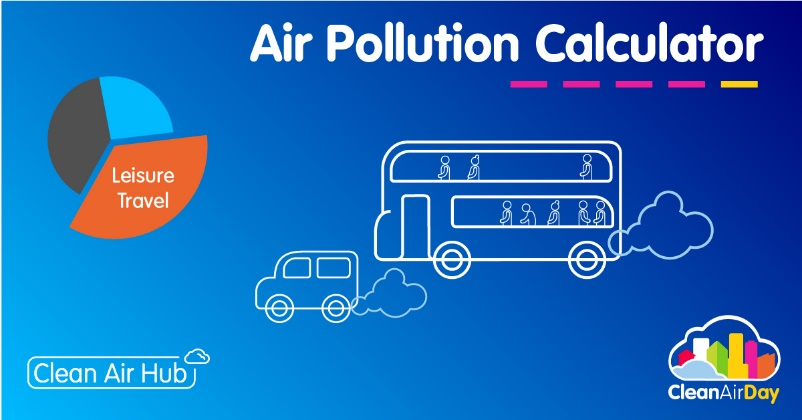 Air Pollution Calculator
Leisure
Travel
Clean Air Hub
CleanAirDay